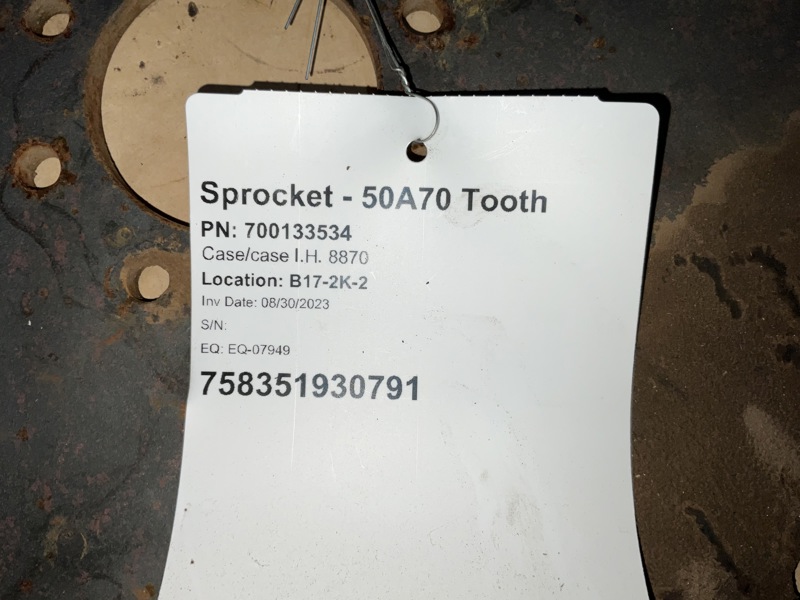 Sprocket - 50A70 Tooth
PN: 700133534
Case/case I.H. 8870
Location: B17-2K-2
Inv Date: 08/30/2023
S/N:
EQ: EQ-07949
758351930791